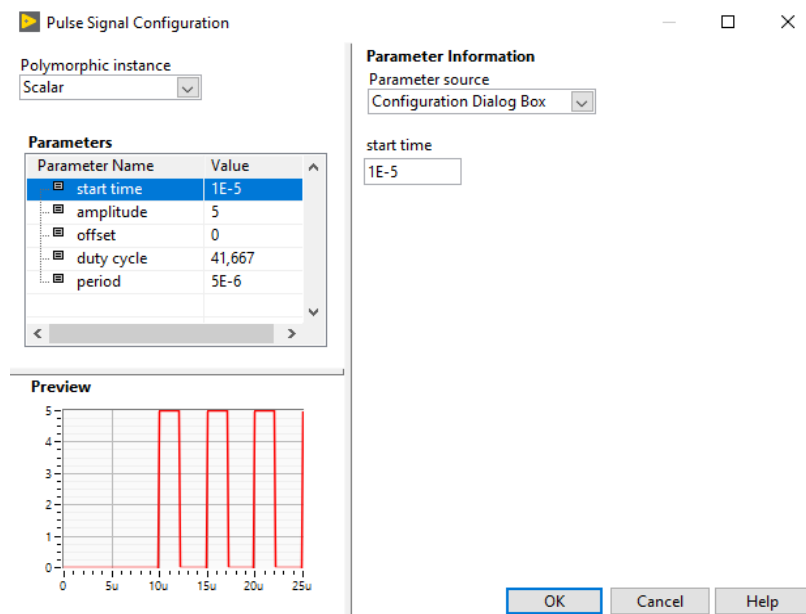 Pulse Signal Configuration
Polymorphic instance
Scalar
Parameters
Parameter Name Value
start time 1E-5
amplitude 5
offset 0
duty cycle 41,667
period 5E-6
Preview
5
4
3
2
1
0
0 5u 10u 15u 20u 25u
Parameter Information
Parameter source
Configuration Dialog Box
start time
1E-5
OK Cancel Help